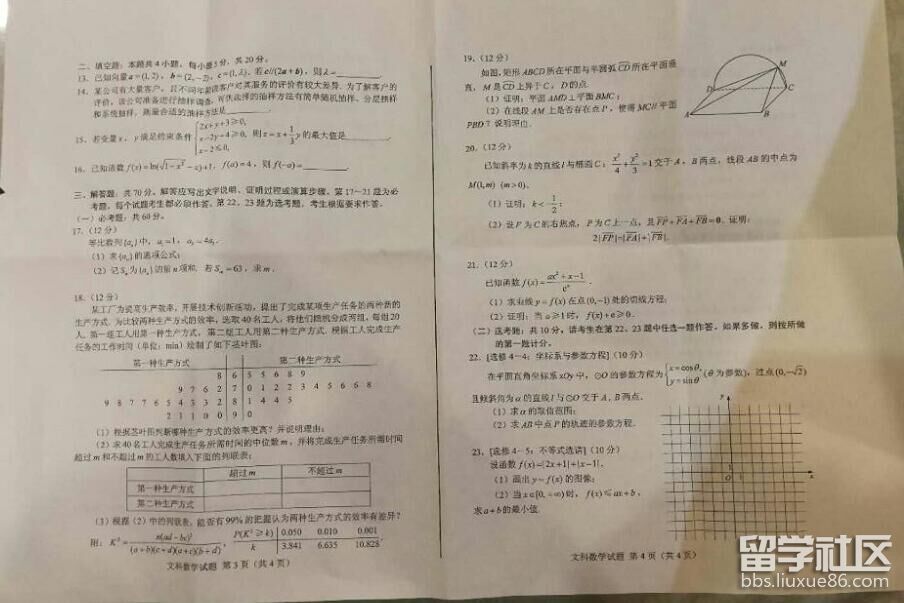 二、填空题：本题共4小题，每小题5分，共20分。
13. 已知向量a=(1,2)，b=(2,-2)，c=(1,λ)，若c//(2a+b)，则λ=______．
14. 某公司有大量客户，且不同年龄段客户对其服务的评价有较大差异．为了解客户的
评价，该公司准备进行抽样调查，可供选择的抽样方法有简单随机抽样、分层抽样
和系统抽样，则最合适的抽样方法是______．
15. 若变量x，y满足约束条件{2x+y+3≥0, x-2y+4≥0, x-2≤0, 则z=x+1/3y的最大值是______．
16. 已知函数f(x)=ln(√(1-x²)-x)+1，f(a)=4，则f(-a)=______．
三、解答题：共70分。解答应写出文字说明、证明过程或演算步骤。第17～21题为必
考题，每个试题考生都必须作答。第22、23题为选考题，考生根据要求作答。
（一）必考题：共60分。
17.（12分）
等比数列{aₙ}中，a₁=1，a₅=4a₃．
（1）求{aₙ}的通项公式；
（2）记Sₙ为{aₙ}的前n项和．若Sₘ=63，求m．
18.（12分）
某工厂为提高生产效率，开展技术创新活动，提出了完成某项生产任务的两种新的
生产方式．为比较两种生产方式的效率，选取40名工人，将他们随机分成两组，每组20
人．第一组工人用第一种生产方式，第二组工人用第二种生产方式．根据工人完成生产
任务的工作时间（单位：min）绘制了如下茎叶图：
第一种生产方式 第二种生产方式
8 6 5 5 6 8 9
9 7 6 2 7 0 1 2 2 3 4 5 6 6 8
9 8 7 7 6 5 4 3 3 2 8 1 4 4 5
2 1 1 0 0 9 0
（1）根据茎叶图判断哪种生产方式的效率更高？并说明理由；
（2）求40名工人完成生产任务所需时间的中位数m，并将完成生产任务所需时间
超过m和不超过m的工人数填入下面的列联表：
超过m 不超过m
第一种生产方式
第二种生产方式
（3）根据（2）中的列联表，能否有99%的把握认为两种生产方式的效率有差异？
附：K²=n(ad-bc)²/((a+b)(c+d)(a+c)(b+d))， P(K²≥k) 0.050 0.010 0.001
k 3.841 6.635 10.828
文科数学试题 第3页（共4页）
19.（12分）
如图，矩形ABCD所在平面与半圆弧CD所在平面垂
直，M是CD上异于C，D的点．
（1）证明：平面AMD⊥平面BMC；
（2）在线段AM上是否存在点P，使得MC//平面
PBD？说明理由．
M
D
C
A
B
20.（12分）
已知斜率为k的直线l与椭圆C：x²/4+y²/3=1交于A，B两点，线段AB的中点为
M(1,m) (m>0)．
（1）证明：k<-1/2；
（2）设F为C的右焦点，P为C上一点，且FP+FA+FB=0．证明：
2|FP|=|FA|+|FB|．
21.（12分）
已知函数f(x)=(ax²+x-1)/eˣ．
（1）求曲线y=f(x)在点(0,-1)处的切线方程；
（2）证明：当a≥1时，f(x)+e≥0．
（二）选考题：共10分，请考生在第22、23题中任选一题作答。如果多做，则按所做
的第一题计分。
22. [选修4-4：坐标系与参数方程]（10分）
在平面直角坐标系xOy中，⊙O的参数方程为{x=cosθ, y=sinθ (θ为参数)，过点(0,-√2)
且倾斜角为α的直线l与⊙O交于A，B两点．
（1）求α的取值范围；
（2）求AB中点P的轨迹的参数方程．
23. [选修4-5：不等式选讲]（10分）
设函数f(x)=|2x+1|+|x-1|．
（1）画出y=f(x)的图像；
（2）当x∈[0,+∞)时，f(x)≤ax+b，
求a+b的最小值．
y
1
O 1 x
文科数学试题 第4页（共4页）
留学社区
bbs.liuxue86.com